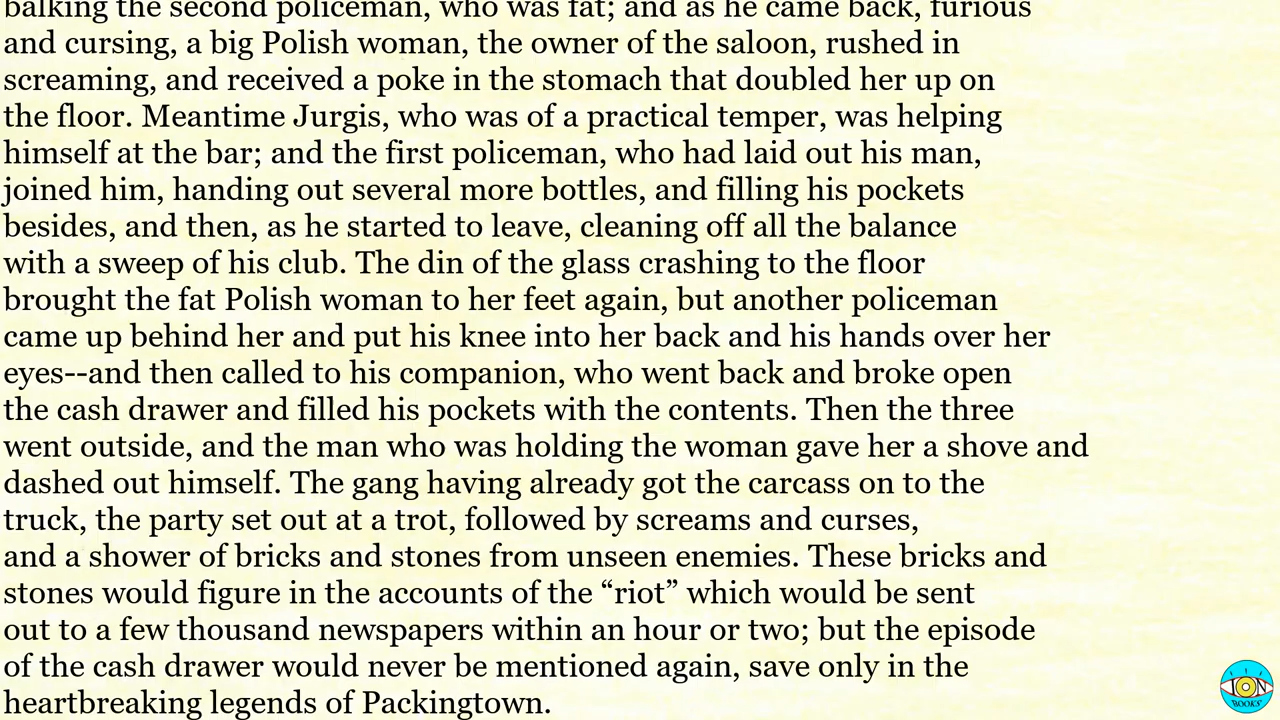 balking the second policeman, who was fat; and as he came back, furious
and cursing, a big Polish woman, the owner of the saloon, rushed in
screaming, and received a poke in the stomach that doubled her up on
the floor. Meantime Jurgis, who was of a practical temper, was helping
himself at the bar; and the first policeman, who had laid out his man,
joined him, handing out several more bottles, and filling his pockets
besides, and then, as he started to leave, cleaning off all the balance
with a sweep of his club. The din of the glass crashing to the floor
brought the fat Polish woman to her feet again, but another policeman
came up behind her and put his knee into her back and his hands over her
eyes--and then called to his companion, who went back and broke open
the cash drawer and filled his pockets with the contents. Then the three
went outside, and the man who was holding the woman gave her a shove and
dashed out himself. The gang having already got the carcass on to the
truck, the party set out at a trot, followed by screams and curses,
and a shower of bricks and stones from unseen enemies. These bricks and
stones would figure in the accounts of the “riot” which would be sent
out to a few thousand newspapers within an hour or two; but the episode
of the cash drawer would never be mentioned again, save only in the
heartbreaking legends of Packingtown.
ION
BOOKS